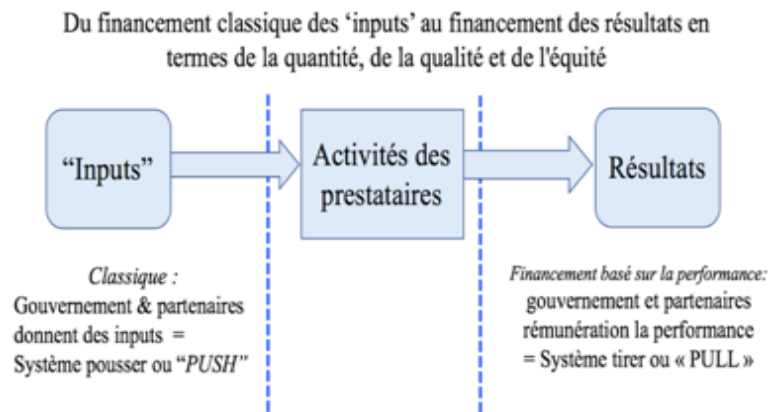 Du financement classique des ‘inputs’ au financement des résultats en
termes de la quantité, de la qualité et de l'équité
“Inputs”
Activités des
prestataires
Résultats
Classique :
Gouvernement & partenaires
donnent des inputs =
Système pousser ou “PUSH”
Financement basé sur la performance:
gouvernement et partenaires
rémunération la performance
= Système tirer ou « PULL »